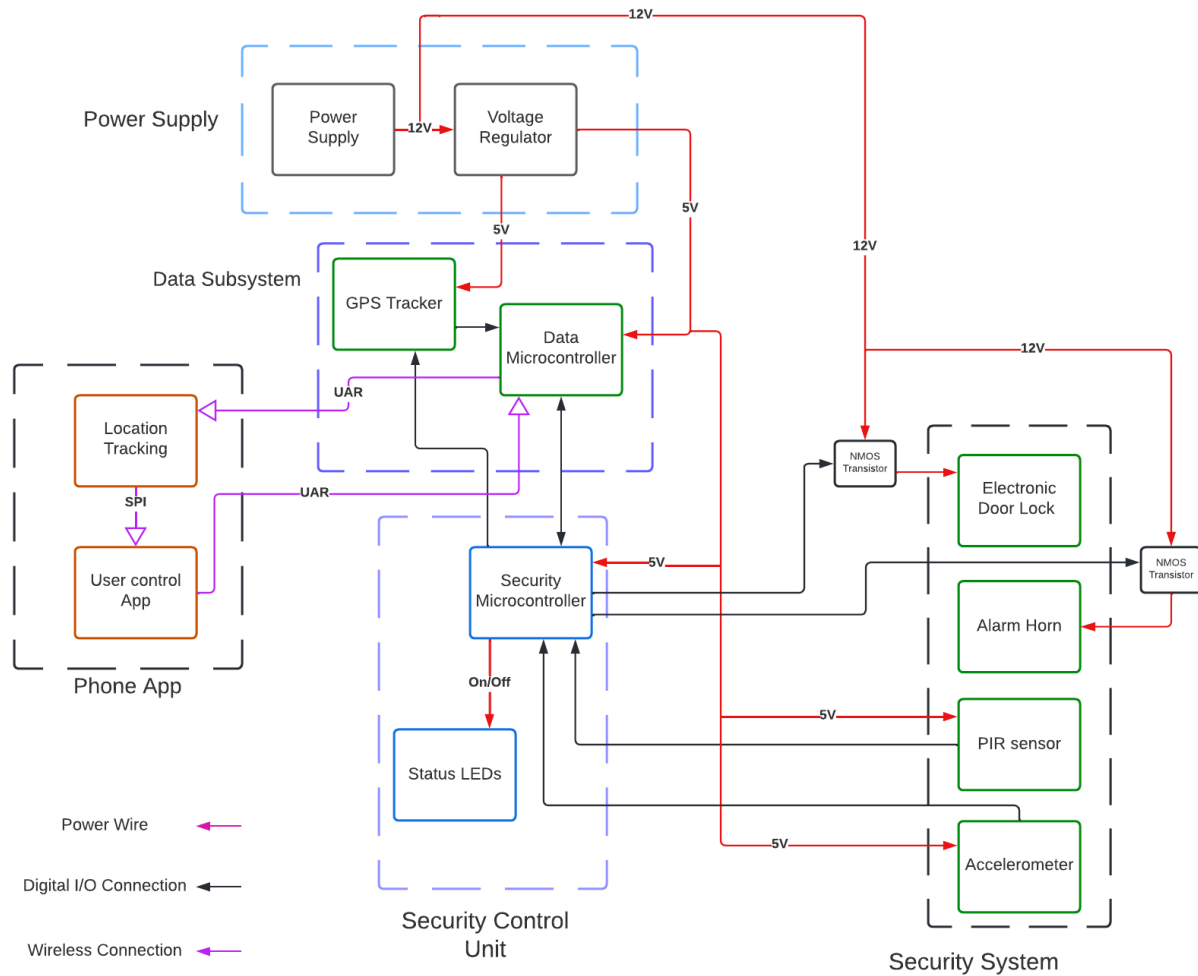 12V
Power Supply
Power
Supply
12V
Voltage
Regulator
5V
5V
12V
Data Subsystem
GPS Tracker
Data
Microcontroller
12V
UAR
Location
Tracking
SPI
UAR
User control
App
Phone App
NMOS
Transistor
Electronic
Door Lock
5V
Security
Microcontroller
NMOS
Transistor
Alarm Horn
On/Off
5V
PIR sensor
Status LEDs
5V
Accelerometer
Power Wire
Digital I/O Connection
Wireless Connection
Security Control
Unit
Security System